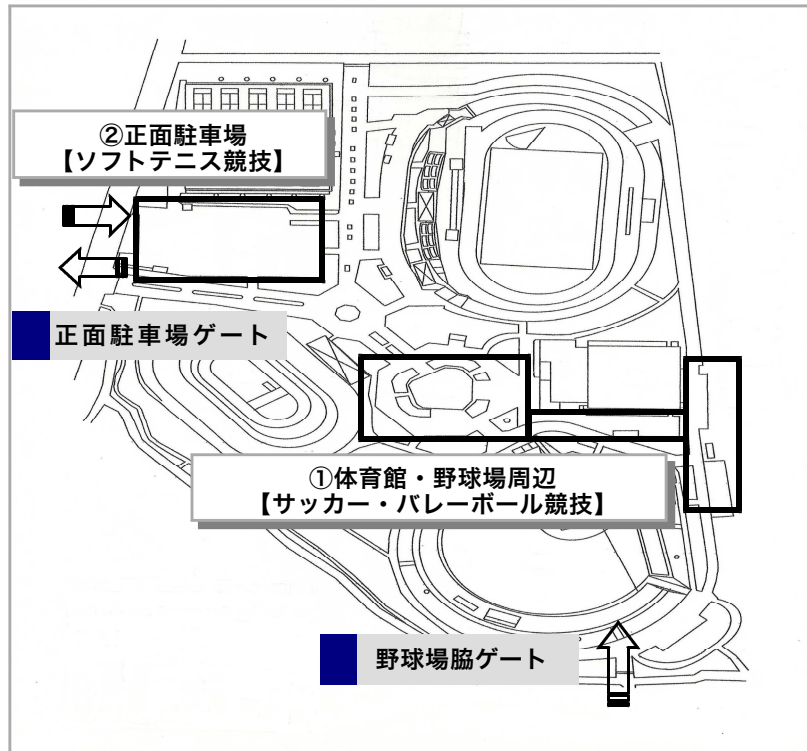 ②正面駐車場
【ソフトテニス競技】
正面駐車場ゲート
①体育館・野球場周辺
【サッカー・バレーボール競技】
野球場脇ゲート